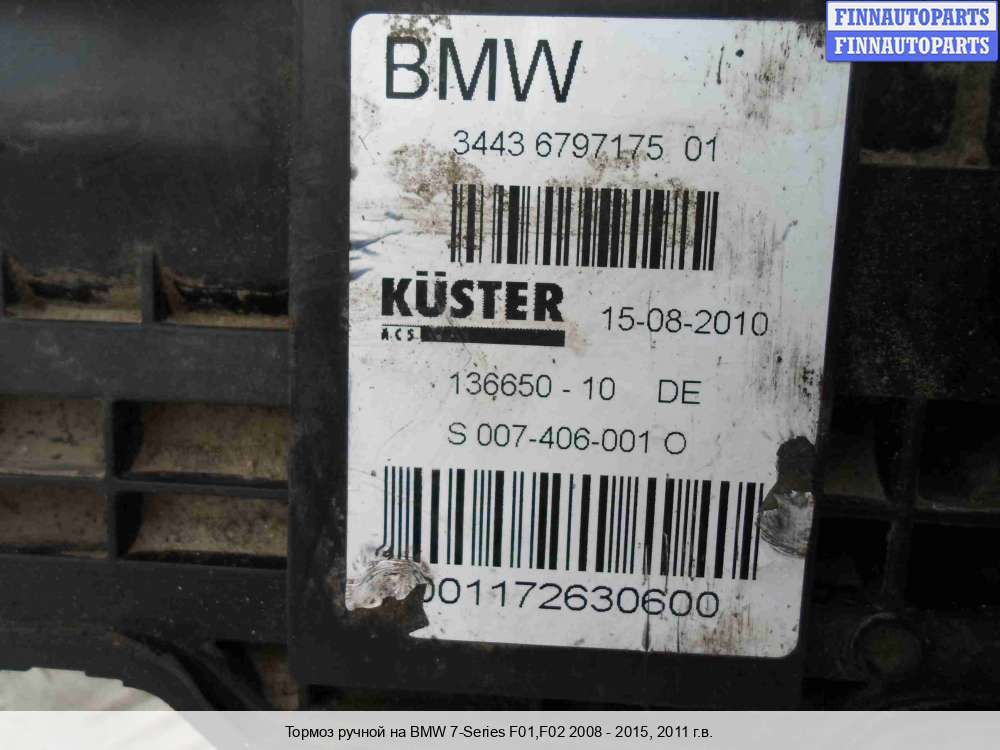 FINNAUTOPARTS
FINNAUTOPARTS
BMW
3443 6797175 01
KÜSTER
ACS
15-08-2010
136650 - 10 DE
S 007-406-001 O
001172630600
Тормоз ручной на BMW 7-Series F01,F02 2008 - 2015, 2011 г.в.